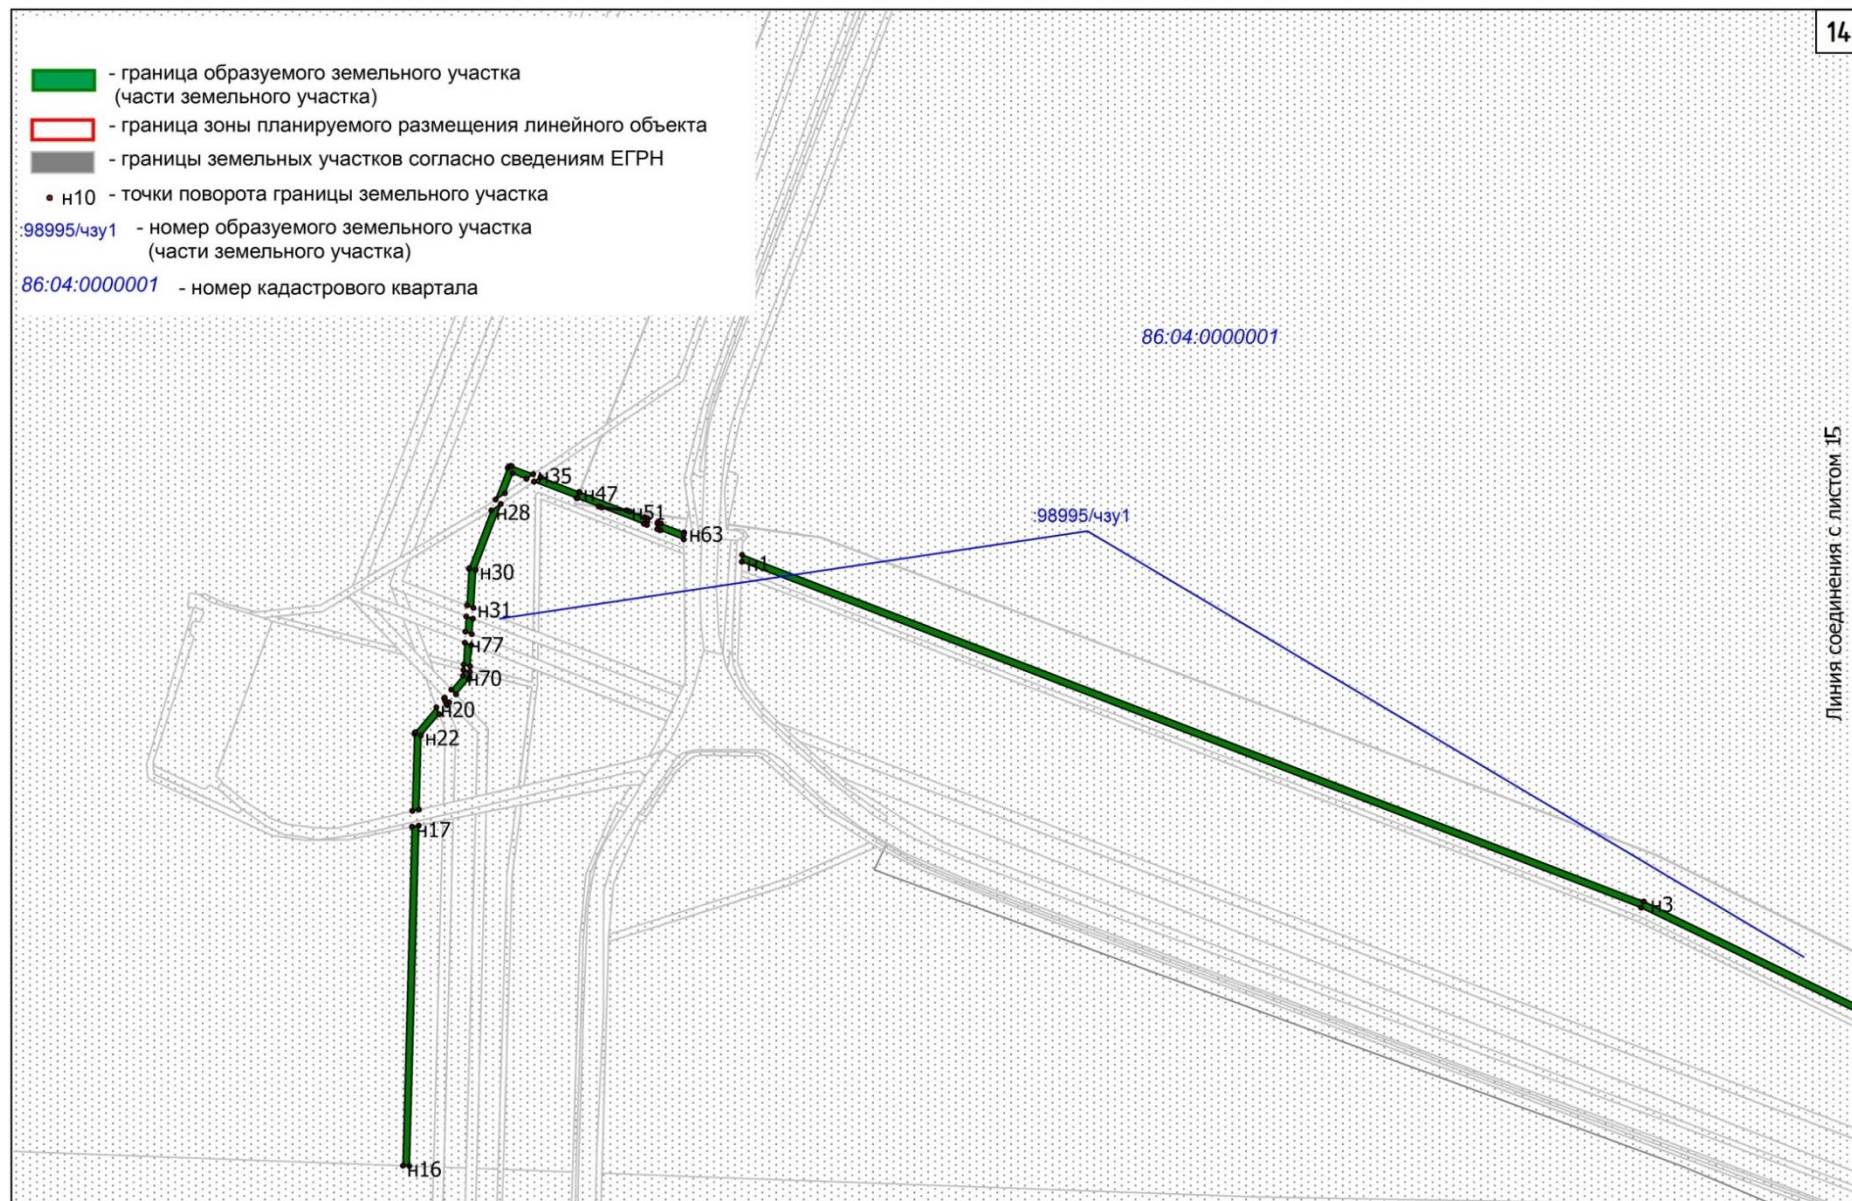 14
- граница образуемого земельного участка
(части земельного участка)
- граница зоны планируемого размещения линейного объекта
- границы земельных участков согласно сведениям ЕГРН
н10 - точки поворота границы земельного участка
:98995/чзу1 - номер образуемого земельного участка
(части земельного участка)
86:04:0000001 - номер кадастрового квартала
86:04:0000001
Линия соединения с листом 15
н35
н47
н28
н51
:98995/чзу1
н63
н1
н30
н31
н77
н70
н20
н22
н17
н3
н16